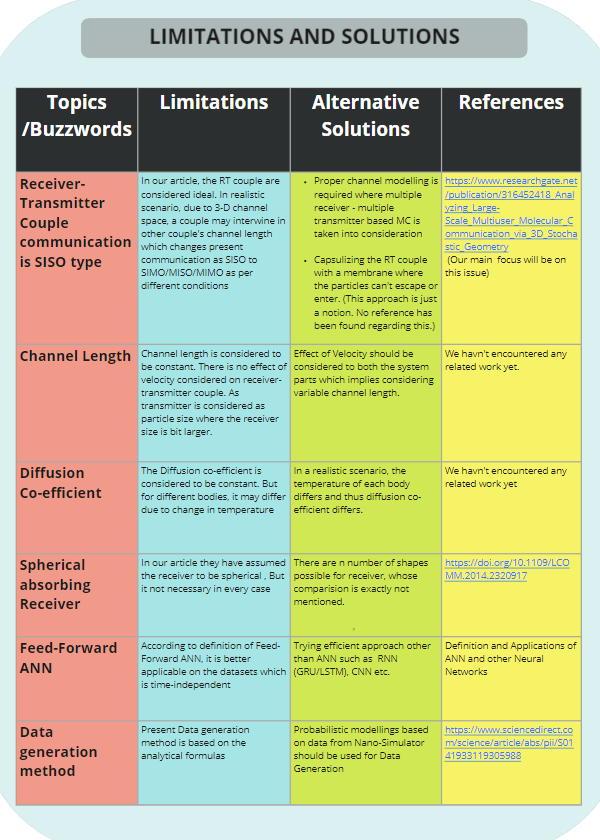 LIMITATIONS AND SOLUTIONS
Topics
/Buzzwords
Limitations
Alternative
Solutions
References
Receiver-
Transmitter
Couple
communication
is SISO type
In our article, the RT couple are
considered ideal. In realistic
scenario, due to 3-D channel
space, a couple may interwine in
other couple's channel length
which changes present
communication as SISO to
SIMO/MISO/MIMO as per
different conditions
• Proper channel modelling is
required where multiple
receiver - multiple
transmitter based MC is
taken into consideration
• Capsulizing the RT couple
with a membrane where
the particles can't escape or
enter. (This approach is just
a notion. No reference has
been found regarding this.)
https://www.researchgate.net
/publication/316452418_Anal
yzing_Large-
Scale_Multiuser_Molecular_C
ommunication_via_3D_Stocha
stic_Geometry
(Our main focus will be on
this issue)
Channel Length
Channel length is considered to
be constant. There is no effect of
velocity considered on receiver-
transmitter couple. As
transmitter is considered as
particle size where the receiver
size is bit larger.
Effect of Velocity should be
considered to both the system
parts which implies considering
variable channel length.
We havn't encountered any
related work yet.
Diffusion
Co-efficient
The Diffusion co-efficient is
considered to be constant. But
for different bodies, it may differ
due to change in temperature
In a realistic scenario, the
temperature of each body
differs and thus diffusion co-
efficient differs.
We havn't encountered any
related work yet
Spherical
absorbing
Receiver
In our article they have assumed
the receiver to be spherical , But
it not necessary in every case
There are n number of shapes
possible for receiver, whose
comparision is exactly not
mentioned.
https://doi.org/10.1109/LCO
MM.2014.2320917
Feed-Forward
ANN
According to definition of Feed-
Forward ANN, it is better
applicable on the datasets which
is time-independent
Trying efficient approach other
than ANN such as RNN
(GRU/LSTM), CNN etc.
Definition and Applications of
ANN and other Neural
Networks
Data
generation
method
Present Data generation
method is based on the
analytical formulas
Probabilistic modellings based
on data from Nano-Simulator
should be used for Data
Generation
https://www.sciencedirect.co
m/science/article/abs/pii/S01
41933119305988